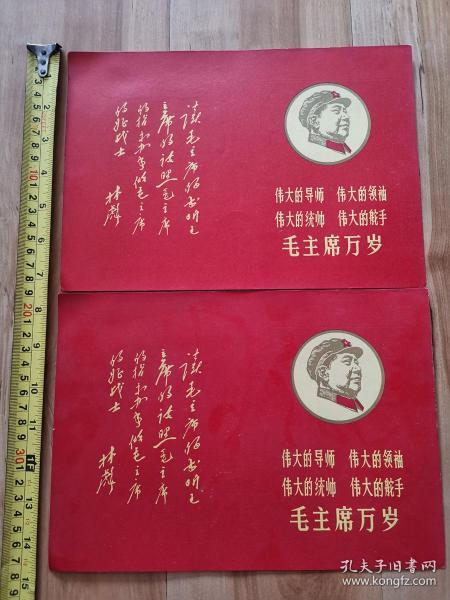 读毛主席的书听毛
主席的话照毛主席
的指示办事做毛主席
的好战士 林彪
伟大的导师 伟大的领袖
伟大的统帅 伟大的舵手
毛主席万岁
读毛主席的书听毛
主席的话照毛主席
的指示办事做毛主席
的好战士 林彪
伟大的导师 伟大的领袖
伟大的统帅 伟大的舵手
毛主席万岁
孔夫子旧书网
www.kongfz.com